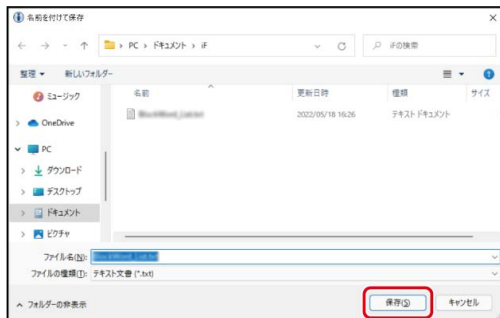 名前を付けて保存
PC › ドキュメント › iF
iFの検索
整理
新しいフォルダー
名前 更新日時 種類 サイズ
ミュージック
2022/05/18 16:26 テキスト ドキュメント
OneDrive
PC
ダウンロード
デスクトップ
ドキュメント
ピクチャ
ファイル名(N):
ファイルの種類(T): テキスト文書 (*.txt)
フォルダーの非表示
保存(S)
キャンセル